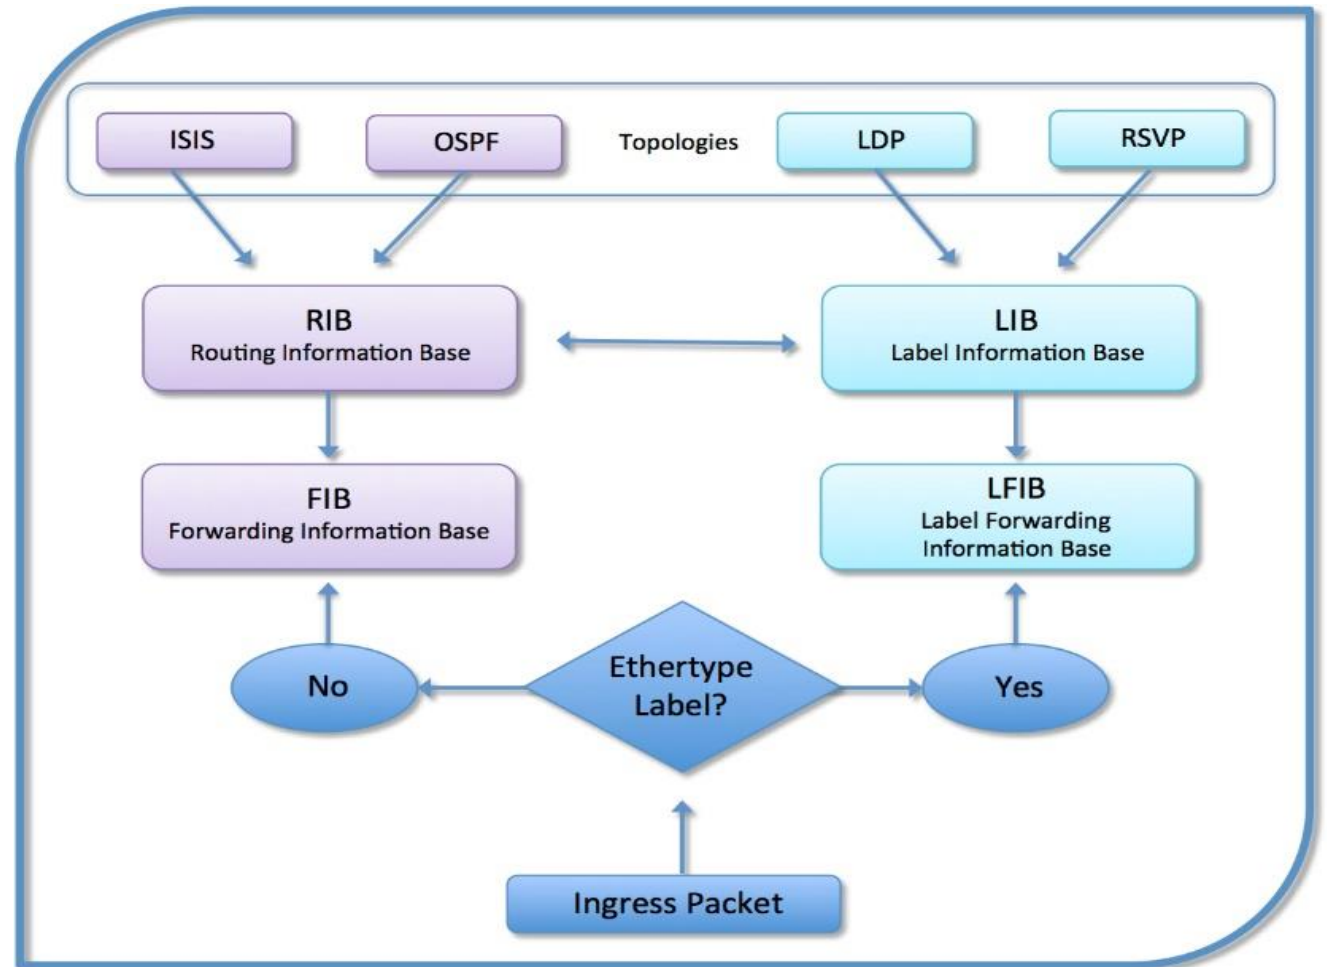 ISIS
OSPF
Topologies
LDP
RSVP
RIB
Routing Information Base
LIB
Label Information Base
FIB
Forwarding Information Base
LFIB
Label Forwarding
Information Base
No
Ethertype
Label?
Yes
Ingress Packet